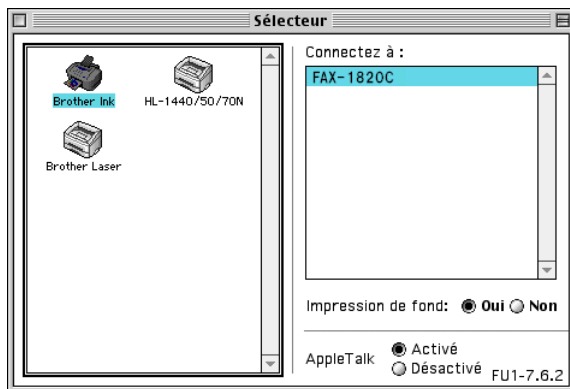 Sélecteur
Brother Ink
HL-1440/50/70N
Brother Laser
Connectez à :
FAX-1820C
Impression de fond: Oui Non
AppleTalk
Activé
Désactivé
FU1-7.6.2